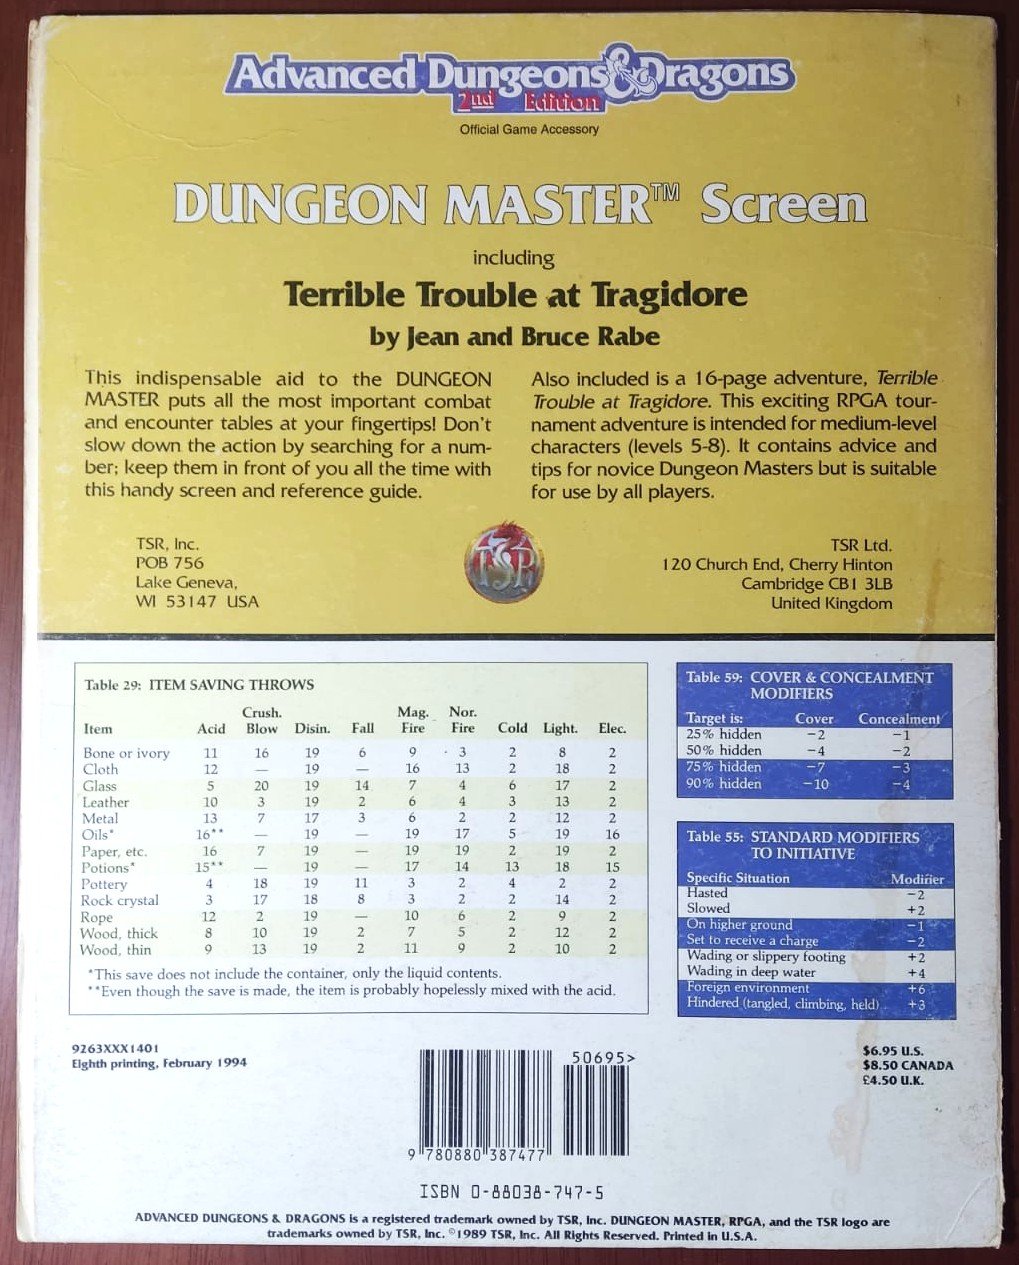 Advanced Dungeons & Dragons
2nd Edition
Official Game Accessory
DUNGEON MASTER™ Screen
including
Terrible Trouble at Tragidore
by Jean and Bruce Rabe
This indispensable aid to the DUNGEON
MASTER puts all the most important combat
and encounter tables at your fingertips! Don't
slow down the action by searching for a num-
ber; keep them in front of you all the time with
this handy screen and reference guide.
Also included is a 16-page adventure, Terrible
Trouble at Tragidore. This exciting RPGA tour-
nament adventure is intended for medium-level
characters (levels 5-8). It contains advice and
tips for novice Dungeon Masters but is suitable
for use by all players.
TSR, Inc.
POB 756
Lake Geneva,
WI 53147 USA
TSR
TSR Ltd.
120 Church End, Cherry Hinton
Cambridge CB1 3LB
United Kingdom
Table 29: ITEM SAVING THROWS
Crush. Mag. Nor.
Item Acid Blow Disin. Fall Fire Fire Cold Light. Elec.
Bone or ivory 11 16 19 6 9 3 2 8 2
Cloth 12 — 19 — 16 13 2 18 2
Glass 5 20 19 14 7 4 6 17 2
Leather 10 3 19 2 6 4 3 13 2
Metal 13 7 17 3 6 2 2 12 2
Oils* 16** — 19 — 19 17 5 19 16
Paper, etc. 16 7 19 — 19 19 2 19 2
Potions* 15** — 19 — 17 14 13 18 15
Pottery 4 18 19 11 3 2 4 2 2
Rock crystal 3 17 18 8 3 2 2 14 2
Rope 12 2 19 — 10 6 2 9 2
Wood, thick 8 10 19 2 7 5 2 12 2
Wood, thin 9 13 19 2 11 9 2 10 2
*This save does not include the container, only the liquid contents.
**Even though the save is made, the item is probably hopelessly mixed with the acid.
Table 59: COVER & CONCEALMENT
MODIFIERS
Target is: Cover Concealment
25% hidden −2 −1
50% hidden −4 −2
75% hidden −7 −3
90% hidden −10 −4
Table 55: STANDARD MODIFIERS
TO INITIATIVE
Specific Situation Modifier
Hasted −2
Slowed +2
On higher ground −1
Set to receive a charge −2
Wading or slippery footing +2
Wading in deep water +4
Foreign environment +6
Hindered (tangled, climbing, held) +3
9263XXX1401
Eighth printing, February 1994
50695>
9 780880 387477
$6.95 U.S.
$8.50 CANADA
£4.50 U.K.
ISBN 0-88038-747-5
ADVANCED DUNGEONS & DRAGONS is a registered trademark owned by TSR, Inc. DUNGEON MASTER, RPGA, and the TSR logo are
trademarks owned by TSR, Inc. ©1989 TSR, Inc. All Rights Reserved. Printed in U.S.A.